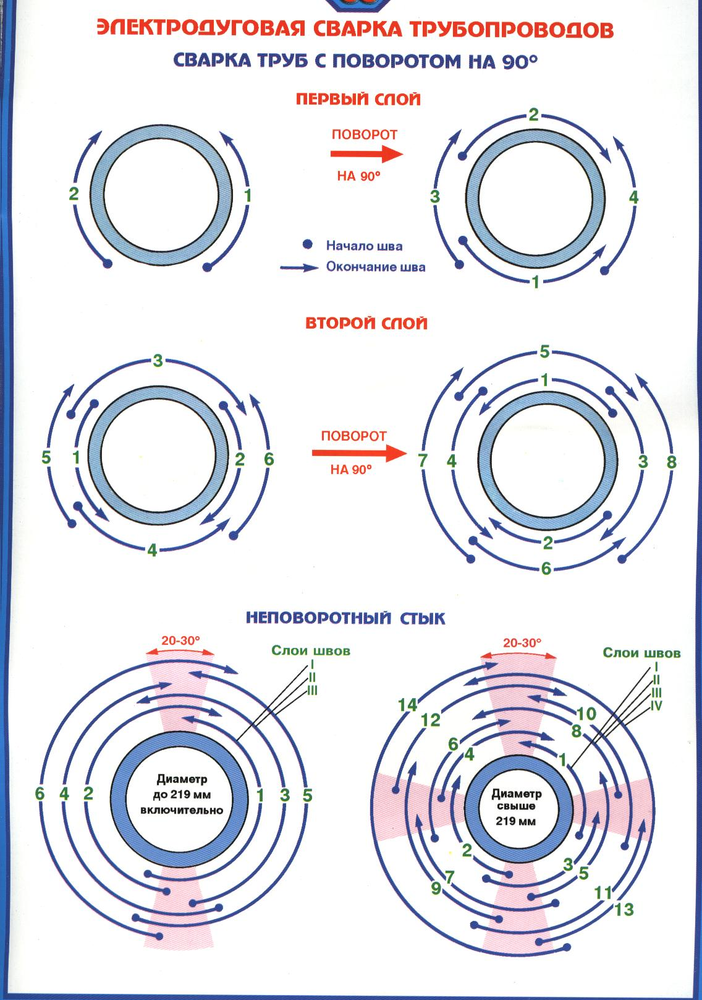 ЭЛЕКТРОДУГОВАЯ СВАРКА ТРУБОПРОВОДОВ
СВАРКА ТРУБ С ПОВОРОТОМ НА 90°
ПЕРВЫЙ СЛОЙ
2
1
ПОВОРОТ
НА 90°
2
3
4
1
Начало шва
Окончание шва
ВТОРОЙ СЛОЙ
3
5
1
2
6
4
ПОВОРОТ
НА 90°
5
1
7
4
3
8
2
6
НЕПОВОРОТНЫЙ СТЫК
20-30°
Слои швов
I
II
III
6
4
2
Диаметр
до 219 мм
включительно
1
3
5
20-30°
Слои швов
I
II
III
IV
14
12
10
8
6
4
1
Диаметр
свыше
219 мм
2
3
5
7
9
11
13